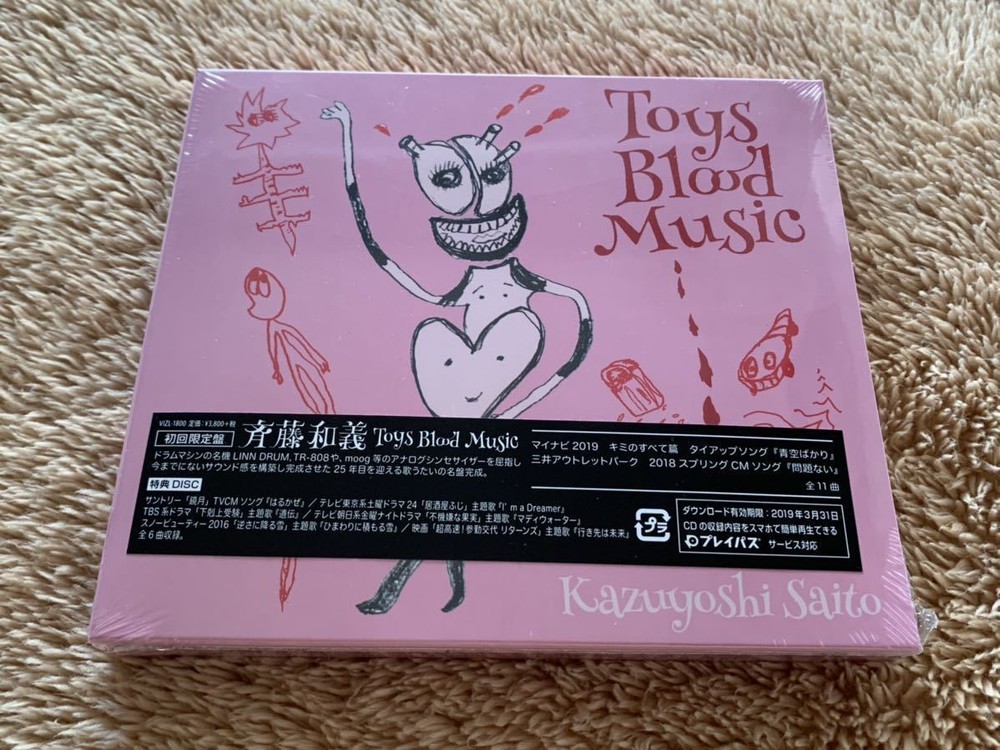 Toys
Blood
Music
VIZL-1800 定価:¥3,800+税
初回限定盤 斉藤和義 Toys Blood Music
ドラムマシンの名機 LINN DRUM,TR-808や、moog 等のアナログシンセサイザーを屈指し
今までにないサウンド感を構築し完成させた 25 年目を迎える歌うたいの名盤完成。
特典 DISC
サントリー「鏡月」TVCM ソング『はるかぜ』/テレビ東京系土曜ドラマ24「居酒屋ふじ」主題歌『I'm a Dreamer』
TBS 系ドラマ「下剋上受験」主題歌『遺伝』/テレビ朝日系金曜ナイトドラマ「不機嫌な果実」主題歌『マディウォーター』
スノービューティー 2016『逆さに降る雪』/主題歌『ひまわりに積もる雪』/映画「超高速!参勤交代 リターンズ」主題歌『行き先は未来』
全 6 曲収録。
マイナビ 2019 キミのすべて篇 タイアップソング『青空ばかり』
三井アウトレットパーク 2018 スプリング CM ソング『問題ない』
全 11 曲
プラ
ダウンロード有効期限:2019年3月31日
CD の収録内容をスマホで簡単再生できる
プレイパス サービス対応
Kazuyoshi Saito